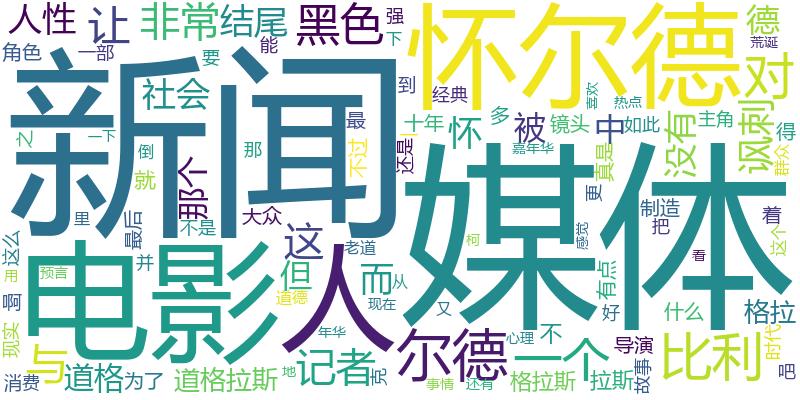 人性
让
非常
结尾
黑色
强
下
怀尔德
德
荒诞
角色
一部
要
能
新闻
社会
到
经典
喜欢
热点
对
之
一下
就
倒
那
最
不过
还是
十年
怀
多
被
镜头
嘉年华
中
如此
真是
没有
主角
讽刺
得
群众
那个
里
最后
不是
大众
媒体
更
制造
把
着
这个
这么
用
预言
并
电影
这
人
但
老道
而
从
柯
感觉
有点
好
看
什么
格拉
弱
现实
与
道德
现在
又
尔德
一个
不
导演
比利
时代
吧
消费
道格
为了
道格拉斯
地
年华
记者
克
事情
还有
心理
格拉斯
拉斯
故事